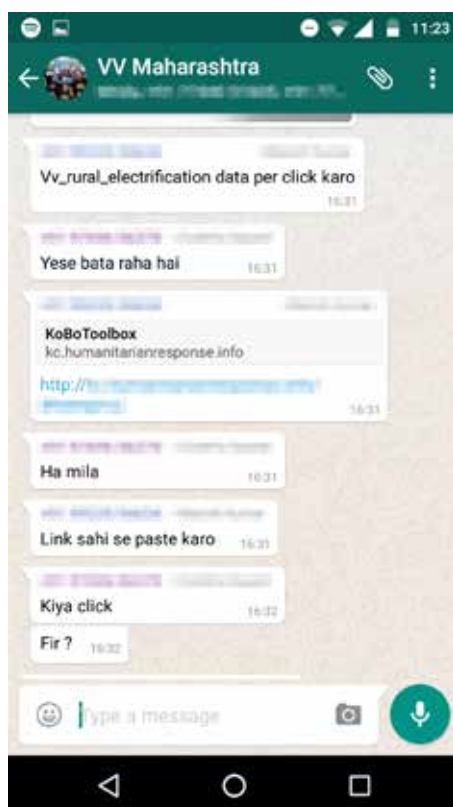 11:23
VV Maharashtra
Vv_rural_electrification data per click karo
16:31
Yese bata raha hai
16:31
KoBoToolbox
kc.humanitarianresponse.info
http://
16:31
Ha mila
16:31
Link sahi se paste karo
16:31
Kiya click
16:32
Fir ?
16:32
Type a message